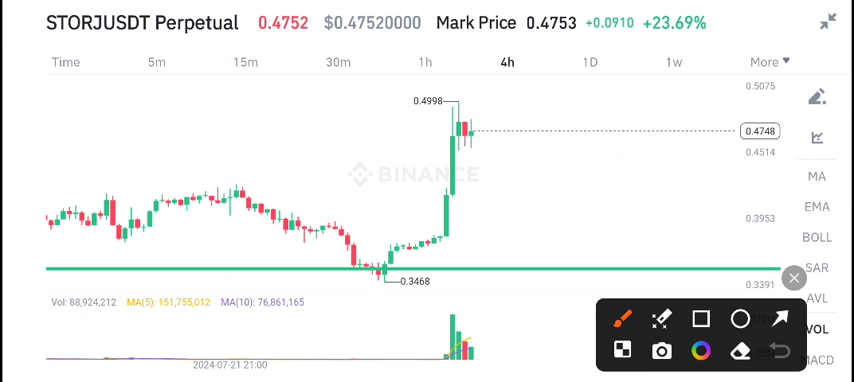 STORJUSDT Perpetual 0.4752 $0.47520000 Mark Price 0.4753 +0.0910 +23.69%
Time 5m 15m 30m 1h 4h 1D 1w More
0.5075
0.4998
0.4748
0.4514
BINANCE
MA
EMA
0.3953
BOLL
SAR
0.3468
0.3391
AVL
Vol: 88,924,212 MA(5): 151,755,012 MA(10): 76,861,165
VOL
MACD
2024-07-21 21:00